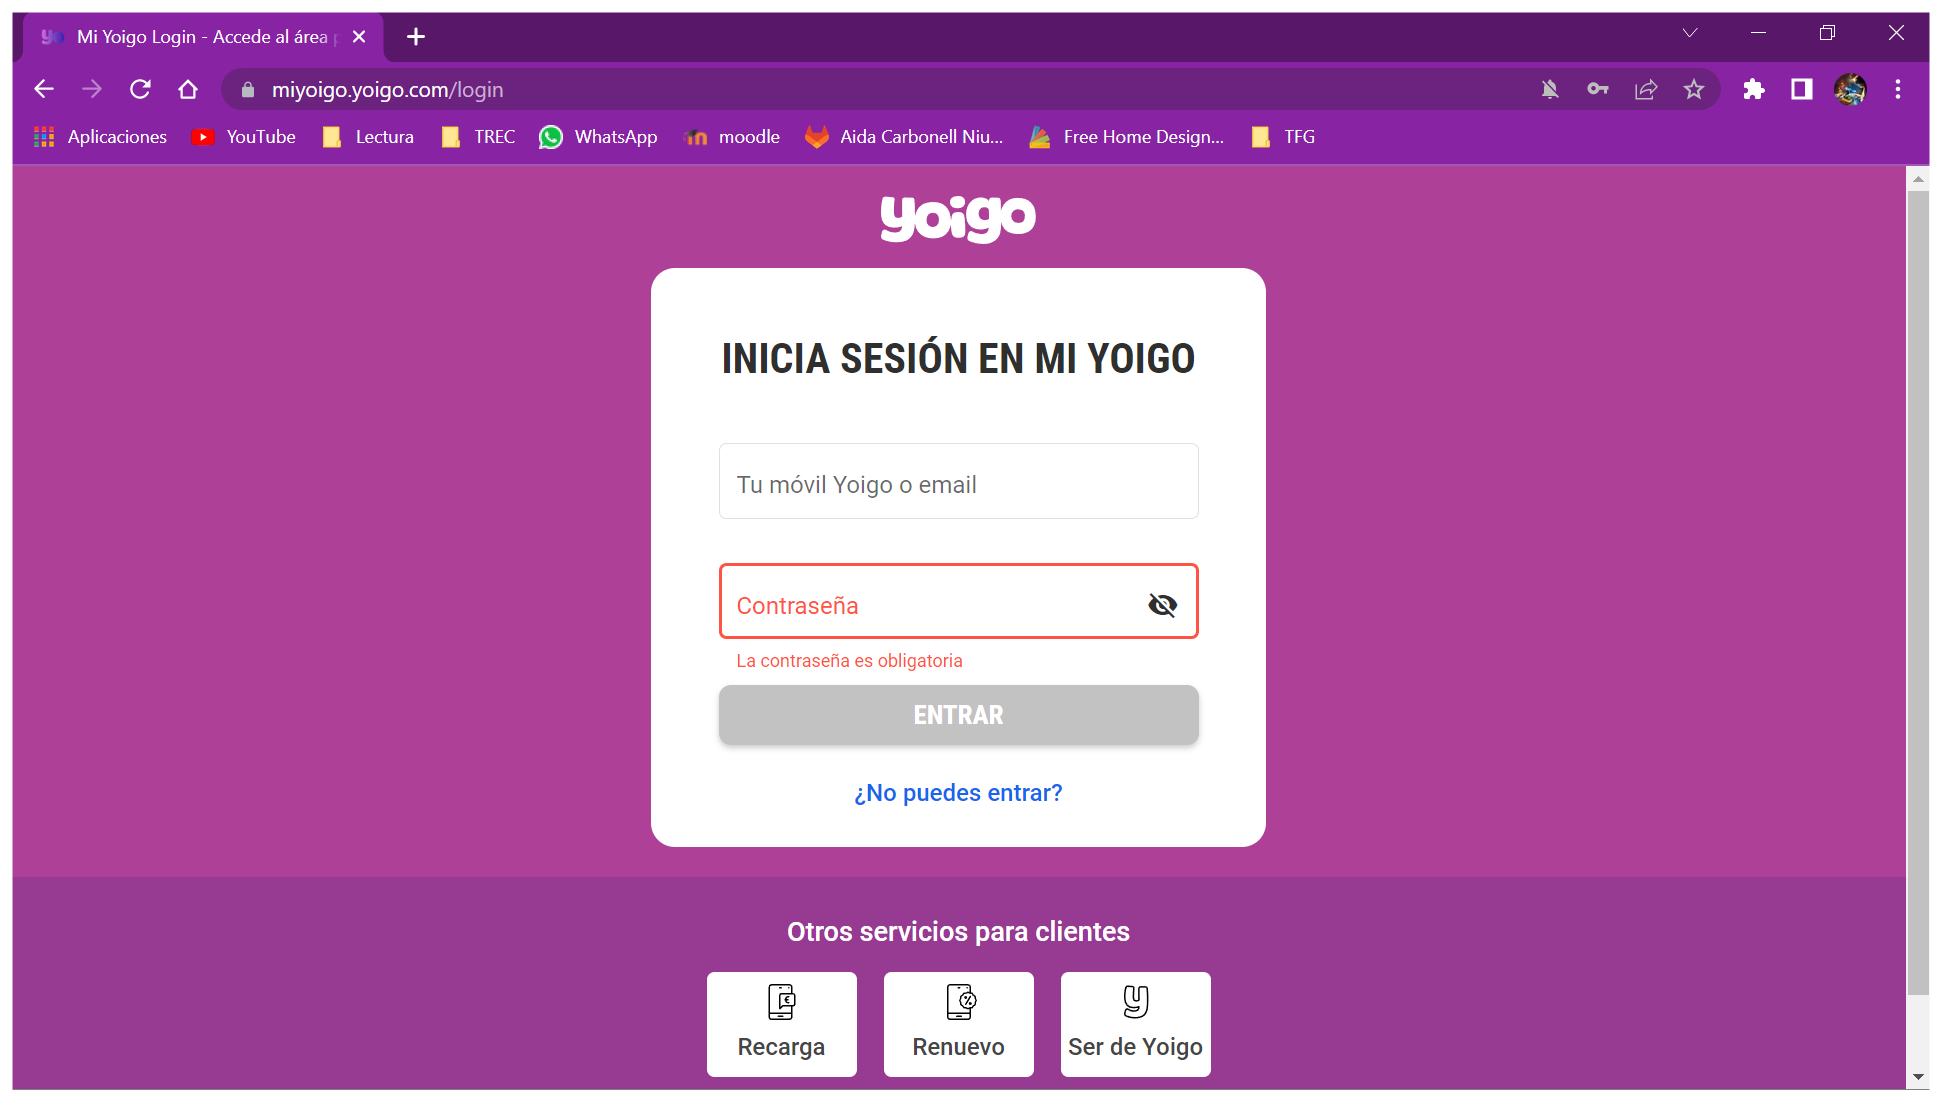 yo Mi Yoigo Login - Accede al área p
miyoigo.yoigo.com/login
Aplicaciones YouTube Lectura TREC WhatsApp moodle Aida Carbonell Niu... Free Home Design... TFG
yoigo
INICIA SESIÓN EN MI YOIGO
Tu móvil Yoigo o email
Contraseña
La contraseña es obligatoria
ENTRAR
¿No puedes entrar?
Otros servicios para clientes
Recarga Renuevo Ser de Yoigo